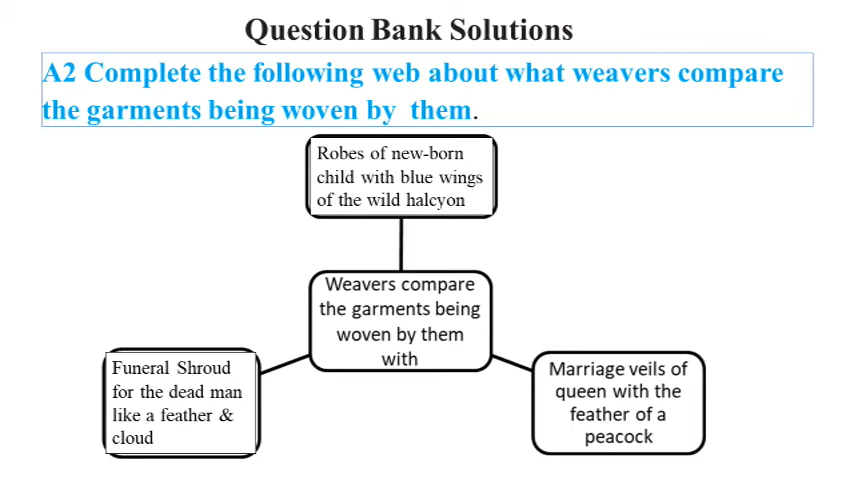 Question Bank Solutions
A2 Complete the following web about what weavers compare
the garments being woven by them.
Robes of new-born
child with blue wings
of the wild halcyon
Weavers compare
the garments being
woven by them
with
Funeral Shroud
for the dead man
like a feather &
cloud
Marriage veils of
queen with the
feather of a
peacock